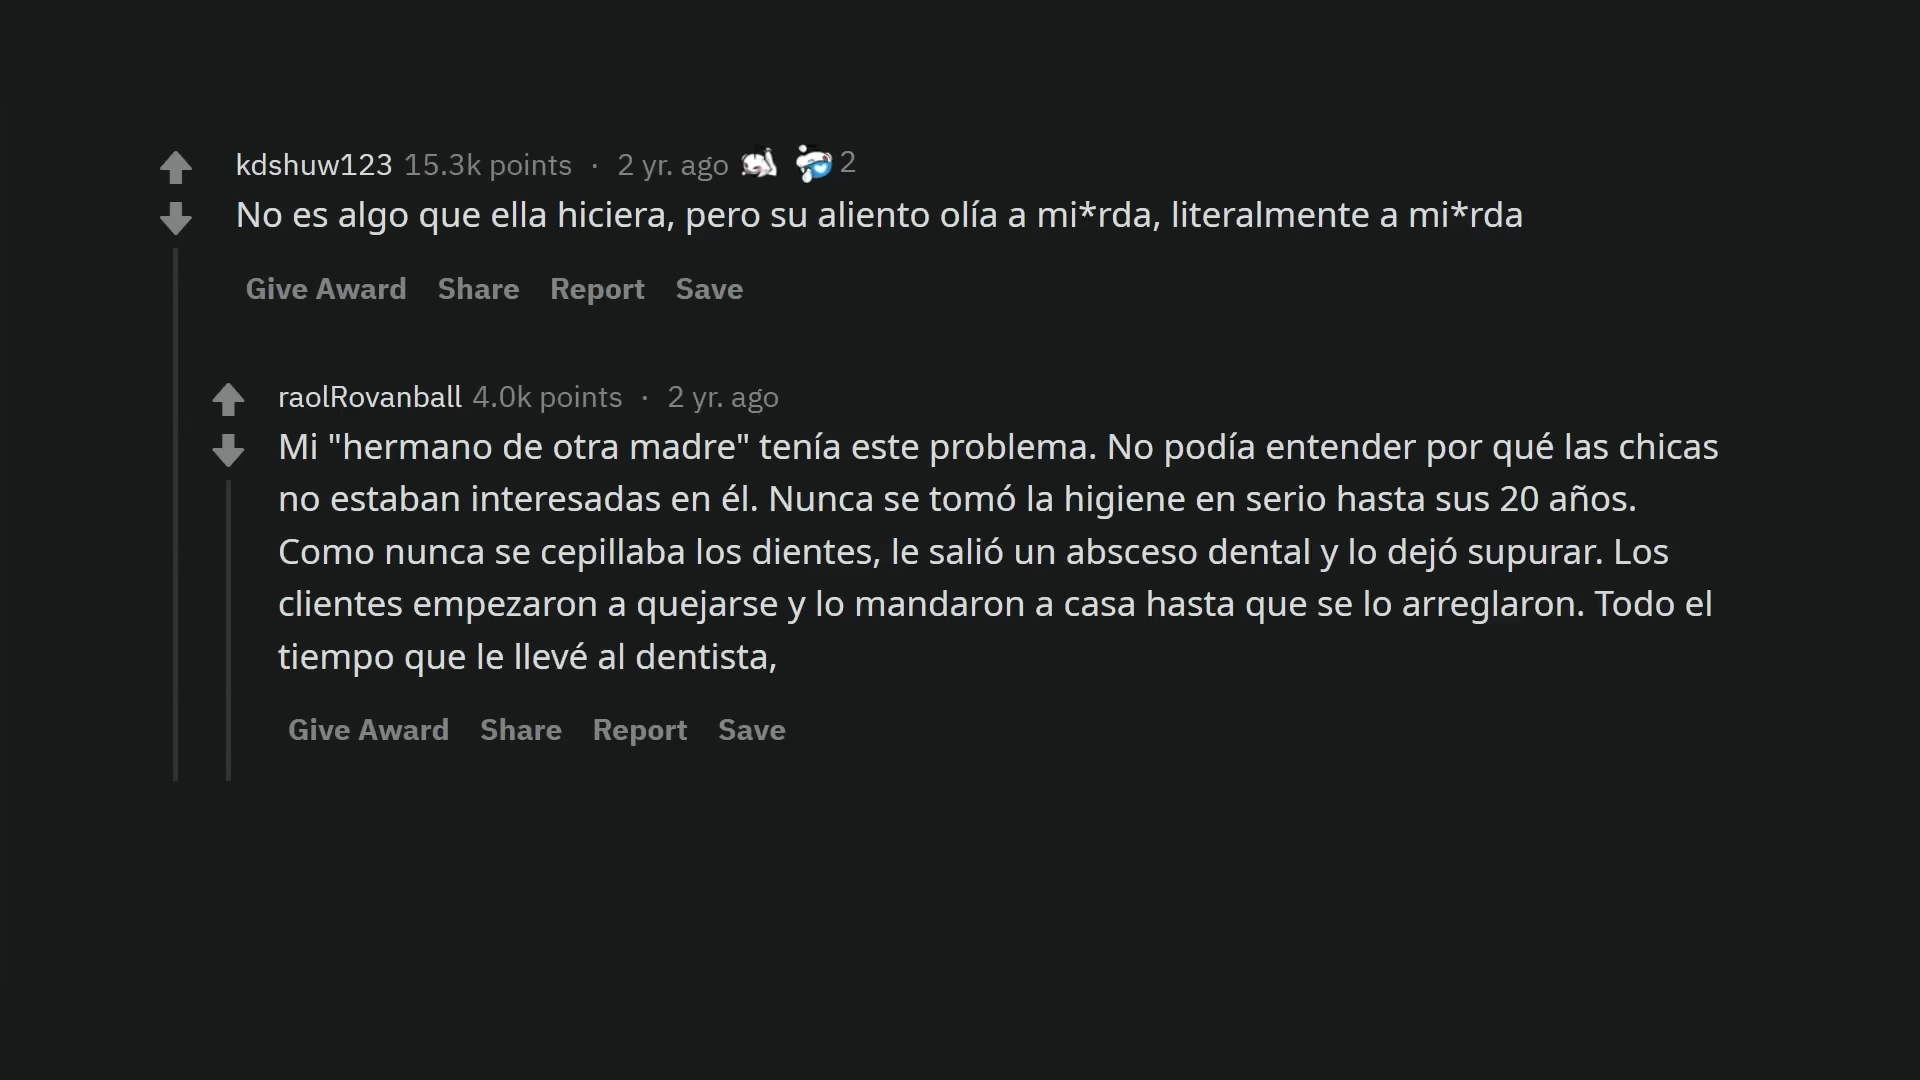 kdshuw123 15.3k points · 2 yr. ago 2
No es algo que ella hiciera, pero su aliento olía a mi*rda, literalmente a mi*rda
Give Award Share Report Save
raolRovanball 4.0k points · 2 yr. ago
Mi "hermano de otra madre" tenía este problema. No podía entender por qué las chicas
no estaban interesadas en él. Nunca se tomó la higiene en serio hasta sus 20 años.
Como nunca se cepillaba los dientes, le salió un absceso dental y lo dejó supurar. Los
clientes empezaron a quejarse y lo mandaron a casa hasta que se lo arreglaron. Todo el
tiempo que le llevé al dentista,
Give Award Share Report Save